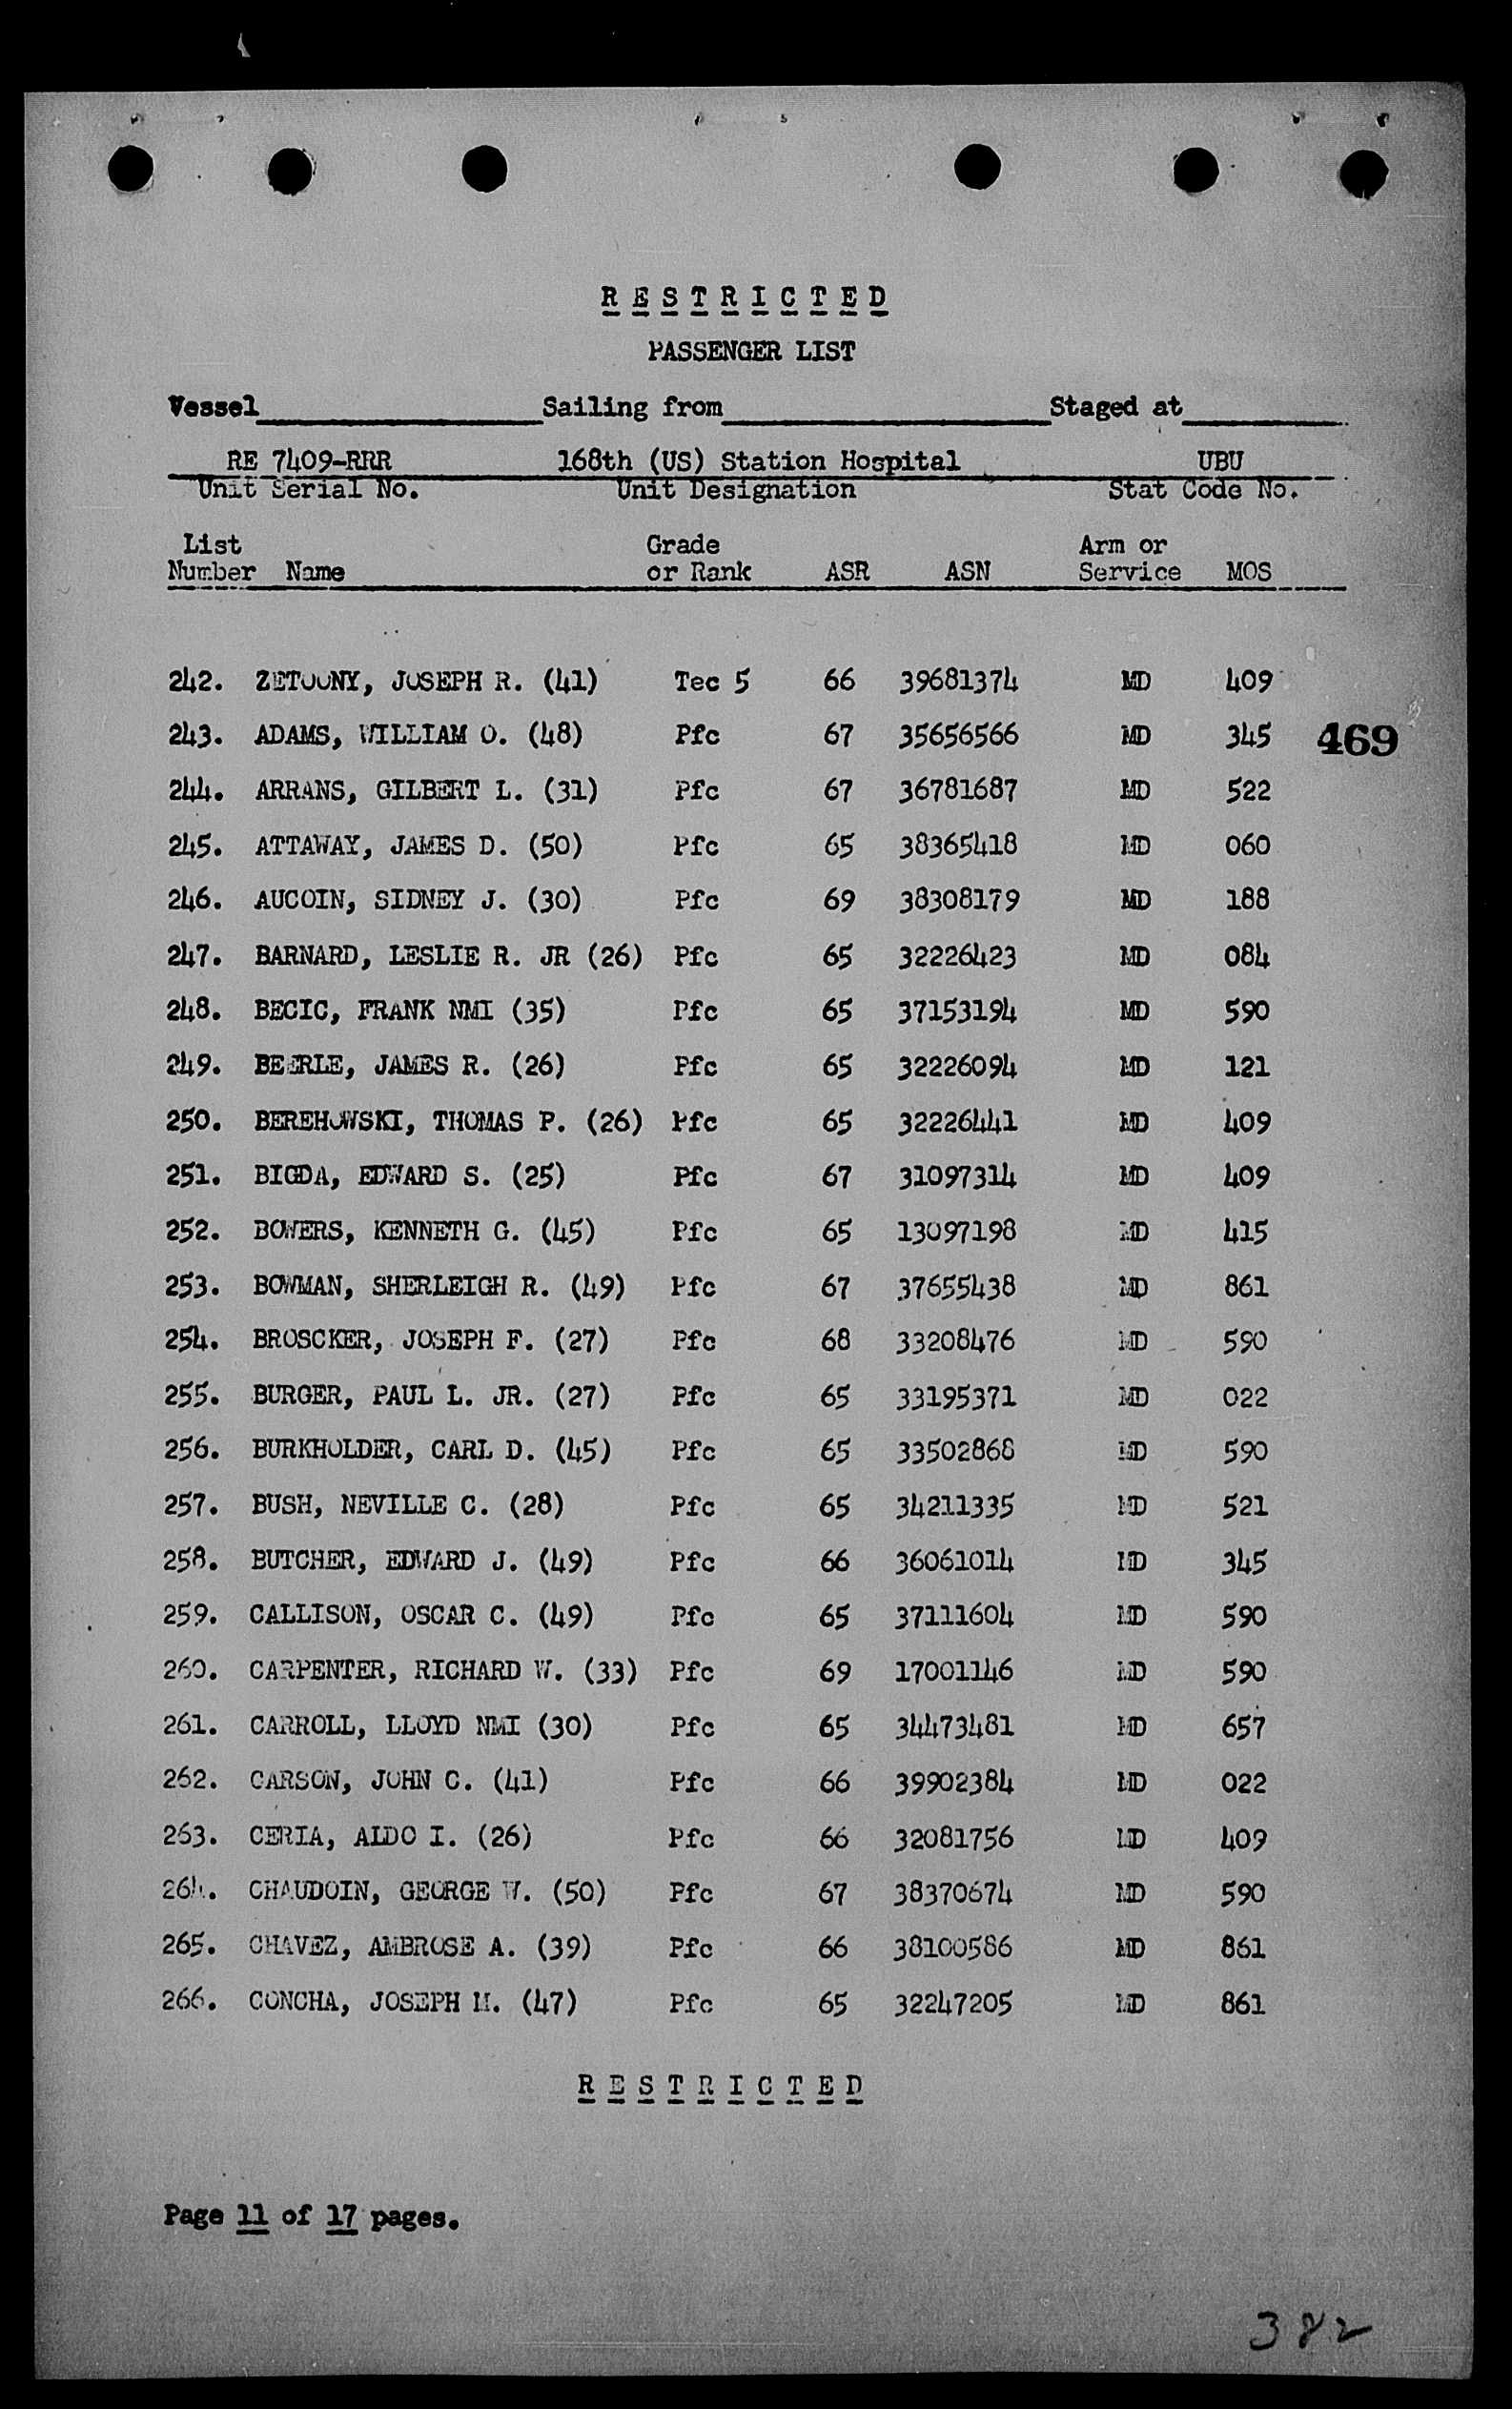 RESTRICTED
PASSENGER LIST
Vessel Sailing from Staged at
RE 7409-RRR 168th (US) Station Hospital UBU
Unit Serial No. Unit Designation Stat Code No.
List Grade Arm or
Number Name or Rank ASR ASN Service MOS
242. ZETOONY, JOSEPH R. (41) Tec 5 66 39681374 MD 409
243. ADAMS, WILLIAM O. (48) Pfc 67 35656566 MD 345 469
244. ARRANS, GILBERT L. (31) Pfc 67 36781687 MD 522
245. ATTAWAY, JAMES D. (50) Pfc 65 38365418 MD 060
246. AUCOIN, SIDNEY J. (30) Pfc 69 38308179 MD 188
247. BARNARD, LESLIE R. JR (26) Pfc 65 32226423 MD 084
248. BECIC, FRANK NMI (35) Pfc 65 37153194 MD 590
249. BEERLE, JAMES R. (26) Pfc 65 32226094 MD 121
250. BEREHOWSKI, THOMAS P. (26) Pfc 65 32226441 MD 409
251. BIGDA, EDWARD S. (25) Pfc 67 31097314 MD 409
252. BOWERS, KENNETH G. (45) Pfc 65 13097198 MD 415
253. BOWMAN, SHERLEIGH R. (49) Pfc 67 37655438 MD 861
254. BROSCKER, JOSEPH F. (27) Pfc 68 33208476 MD 590
255. BURGER, PAUL L. JR. (27) Pfc 65 33195371 MD 022
256. BURKHOLDER, CARL D. (45) Pfc 65 33502868 MD 590
257. BUSH, NEVILLE C. (28) Pfc 65 34211335 MD 521
258. BUTCHER, EDWARD J. (49) Pfc 66 36061014 MD 345
259. CALLISON, OSCAR C. (49) Pfc 65 37111604 MD 590
260. CARPENTER, RICHARD W. (33) Pfc 69 17001146 MD 590
261. CARROLL, LLOYD NMI (30) Pfc 65 34473481 MD 657
262. CARSON, JOHN C. (41) Pfc 66 39902384 MD 022
263. CERIA, ALDO I. (26) Pfc 66 32081756 MD 409
264. CHAUDOIN, GEORGE W. (50) Pfc 67 38370674 MD 590
265. CHAVEZ, AMBROSE A. (39) Pfc 66 38100586 MD 861
266. CONCHA, JOSEPH M. (47) Pfc 65 32247205 MD 861
RESTRICTED
Page 11 of 17 pages.
382